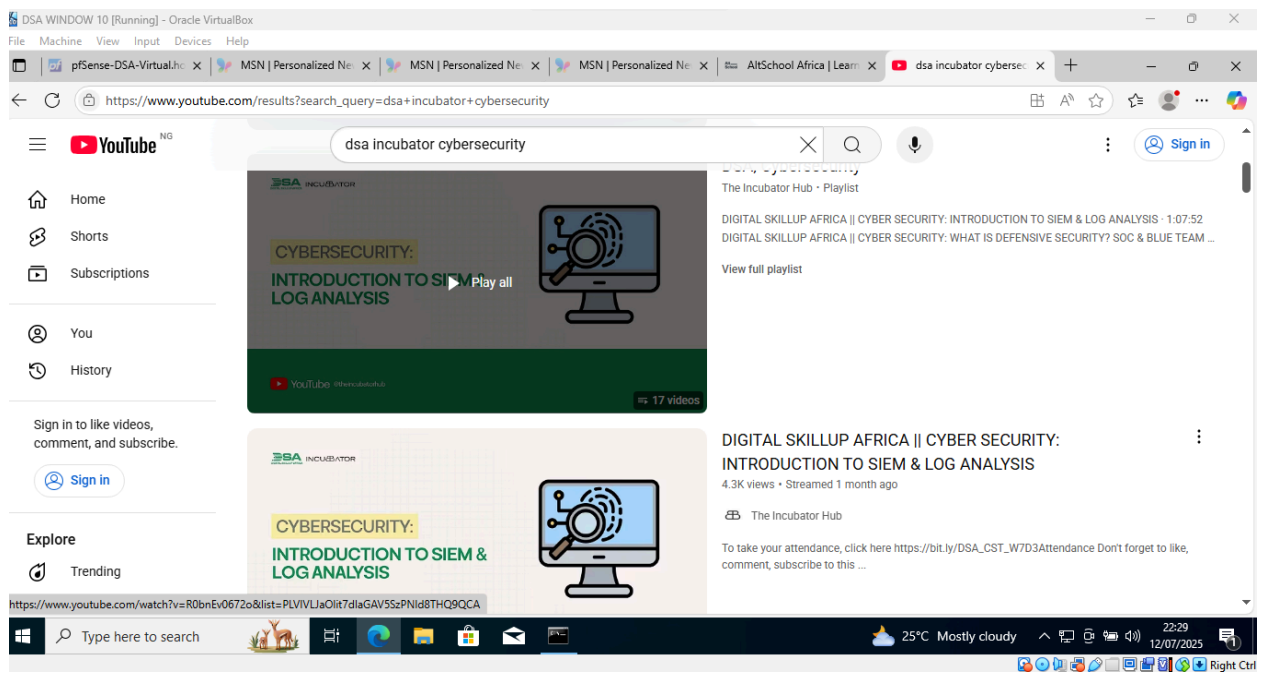 DSA WINDOW 10 [Running] - Oracle VirtualBox
File Machine View Input Devices Help
pfSense-DSA-Virtual.ho
MSN | Personalized Ne
MSN | Personalized Ne
MSN | Personalized Ne
AltSchool Africa | Learn
dsa incubator cybersec
https://www.youtube.com/results?search_query=dsa+incubator+cybersecurity
YouTube NG
dsa incubator cybersecurity
Sign in
Home
Shorts
Subscriptions
You
History
Sign in to like videos,
comment, and subscribe.
Sign in
Explore
Trending
DSA INCUBATOR
CYBERSECURITY:
INTRODUCTION TO SIEM &
LOG ANALYSIS
Play all
YouTube @theincubatorhub
17 videos
DSA, Cybersecurity
The Incubator Hub • Playlist
DIGITAL SKILLUP AFRICA || CYBER SECURITY: INTRODUCTION TO SIEM & LOG ANALYSIS · 1:07:52
DIGITAL SKILLUP AFRICA || CYBER SECURITY: WHAT IS DEFENSIVE SECURITY? SOC & BLUE TEAM ...
View full playlist
DSA INCUBATOR
CYBERSECURITY:
INTRODUCTION TO SIEM &
LOG ANALYSIS
DIGITAL SKILLUP AFRICA || CYBER SECURITY:
INTRODUCTION TO SIEM & LOG ANALYSIS
4.3K views • Streamed 1 month ago
The Incubator Hub
To take your attendance, click here https://bit.ly/DSA_CST_W7D3Attendance Don't forget to like,
comment, subscribe to this ...
https://www.youtube.com/watch?v=R0bnEv0672o&list=PLVIVLJaOlit7dlaGAV5SzPNId8THQ9QCA
Type here to search
25°C Mostly cloudy
22:29
12/07/2025
1
Right Ctrl